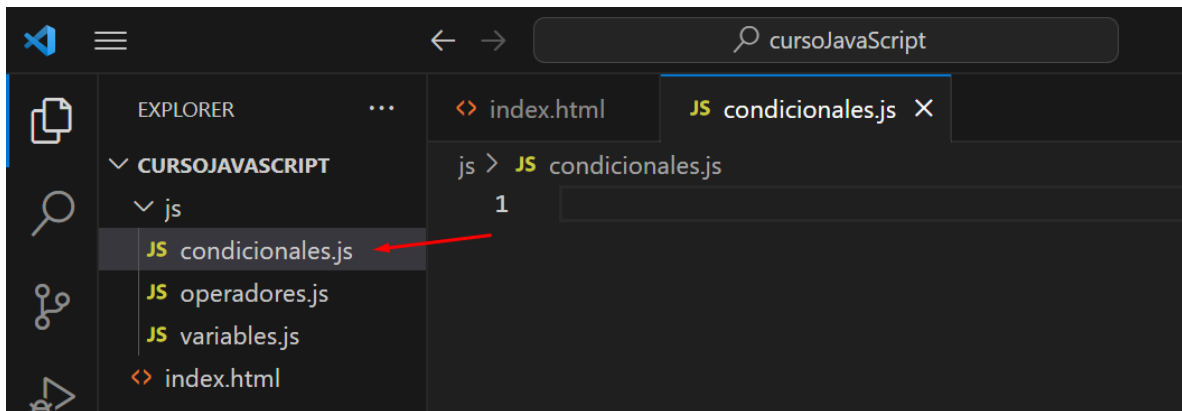 cursoJavaScript
EXPLORER ...
index.html
JS condicionales.js
CURSOJAVASCRIPT
js > JS condicionales.js
js
1
JS condicionales.js
JS operadores.js
JS variables.js
index.html